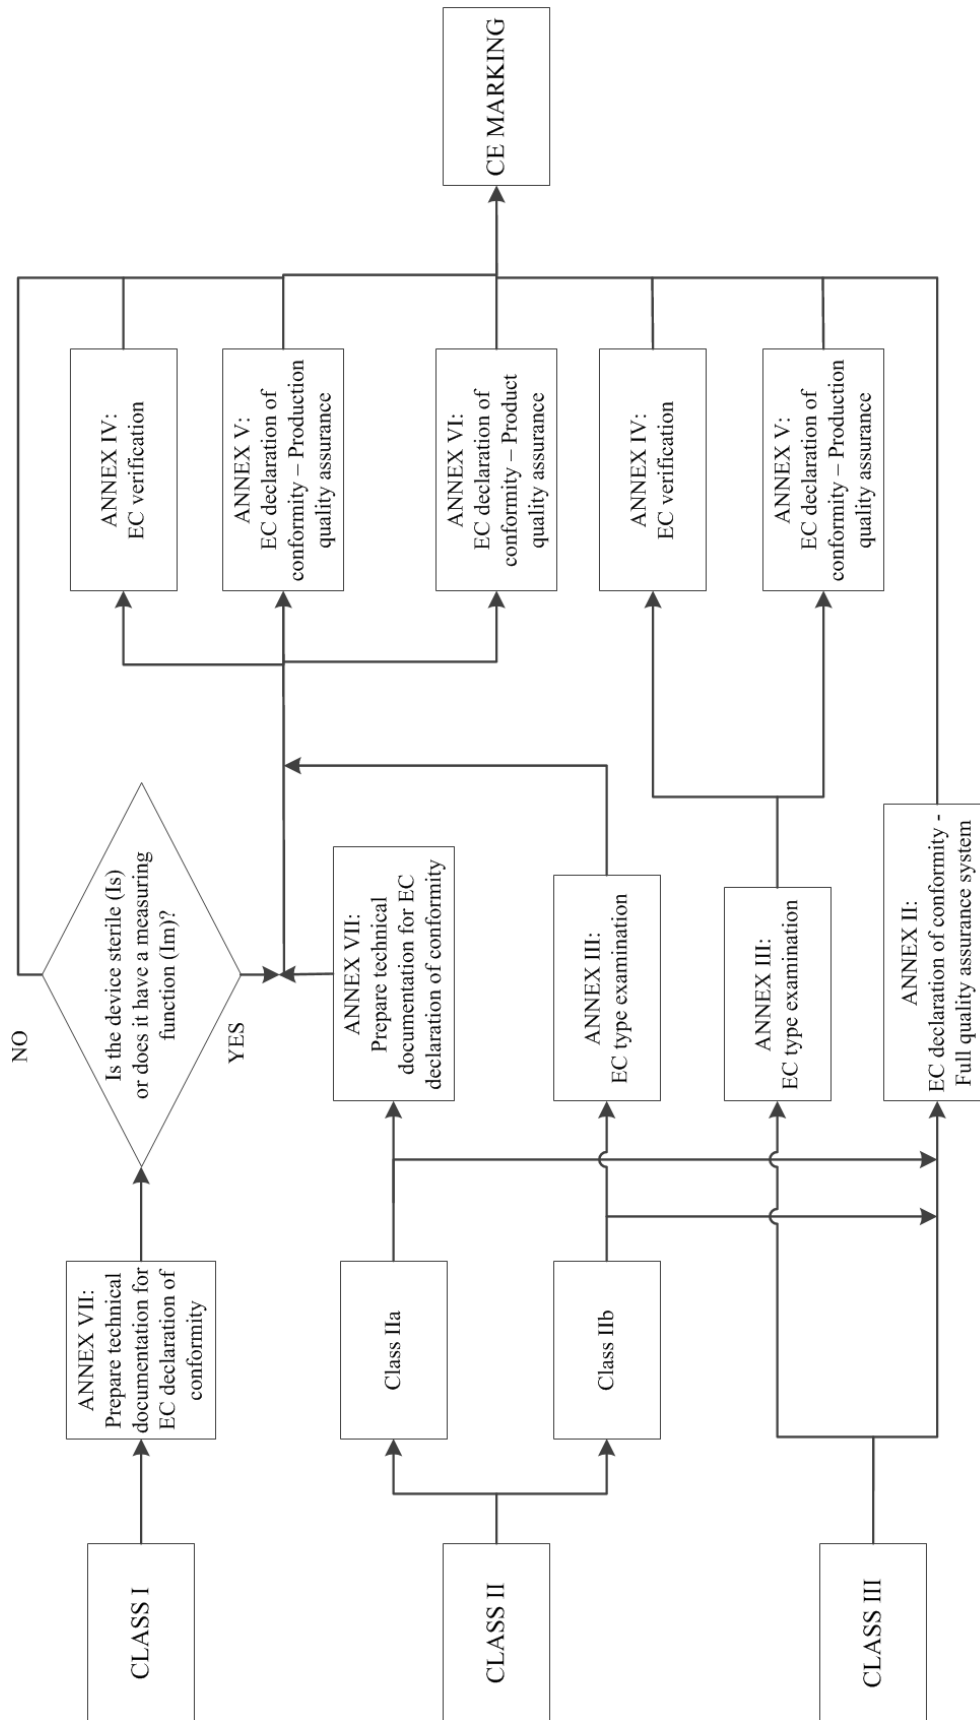 CLASS I
CLASS II
CLASS III
ANNEX VII:
Prepare technical
documentation for
EC declaration of
conformity
Class IIa
Class IIb
Is the device sterile (Is)
or does it have a measuring
function (Im)?
NO
YES
ANNEX VII:
Prepare technical
documentation for EC
declaration of conformity
ANNEX III:
EC type examination
ANNEX III:
EC type examination
ANNEX II:
EC declaration of conformity -
Full quality assurance system
ANNEX IV:
EC verification
ANNEX V:
EC declaration of
conformity – Production
quality assurance
ANNEX VI:
EC declaration of
conformity – Product
quality assurance
ANNEX IV:
EC verification
ANNEX V:
EC declaration of
conformity – Production
quality assurance
CE MARKING